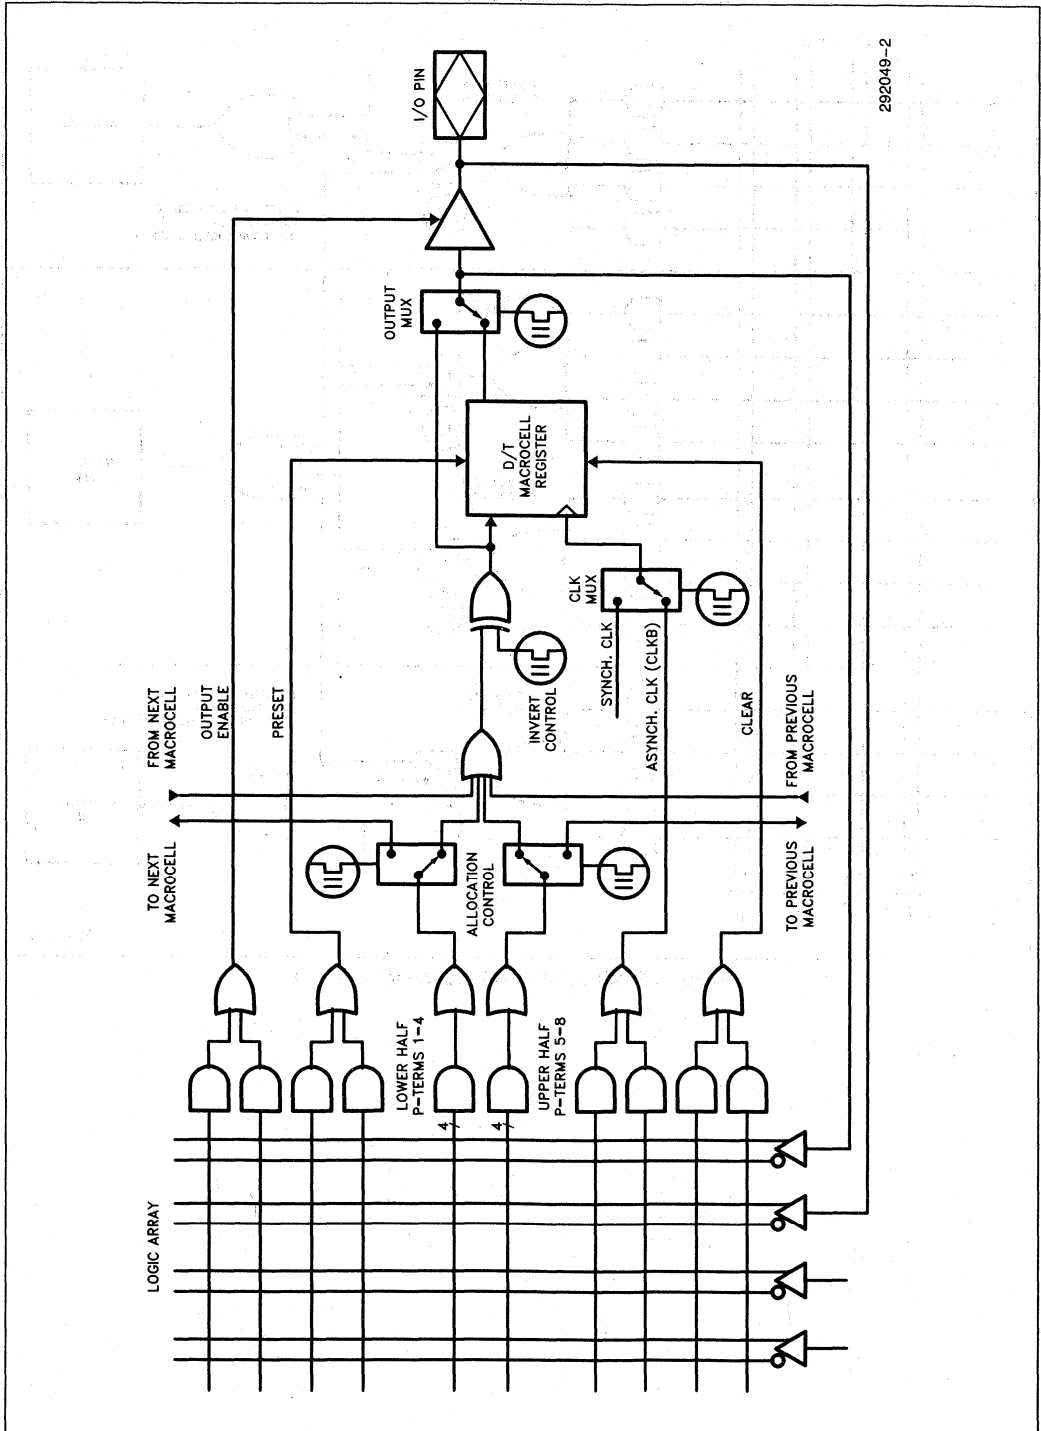 LOGIC ARRAY
TO NEXT
MACROCELL
FROM NEXT
MACROCELL
OUTPUT
ENABLE
PRESET
LOWER HALF
P-TERMS 1-4
4
4
UPPER HALF
P-TERMS 5-8
ALLOCATION
CONTROL
INVERT
CONTROL
SYNCH. CLK
ASYNCH. CLK (CLKB)
CLK
MUX
CLEAR
TO PREVIOUS
MACROCELL
FROM PREVIOUS
MACROCELL
D/T
MACROCELL
REGISTER
OUTPUT
MUX
I/O PIN
292049-2